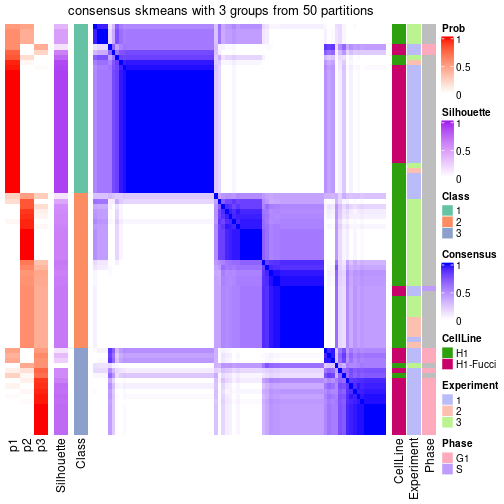 consensus skmeans with 3 groups from 50 partitions
p1
p2
p3
Silhouette
Class
CellLine
Experiment
Phase
Prob
1
0.5
0
Silhouette
1
0.5
0
Class
1
2
3
Consensus
1
0.5
0
CellLine
H1
H1-Fucci
Experiment
1
2
3
Phase
G1
S